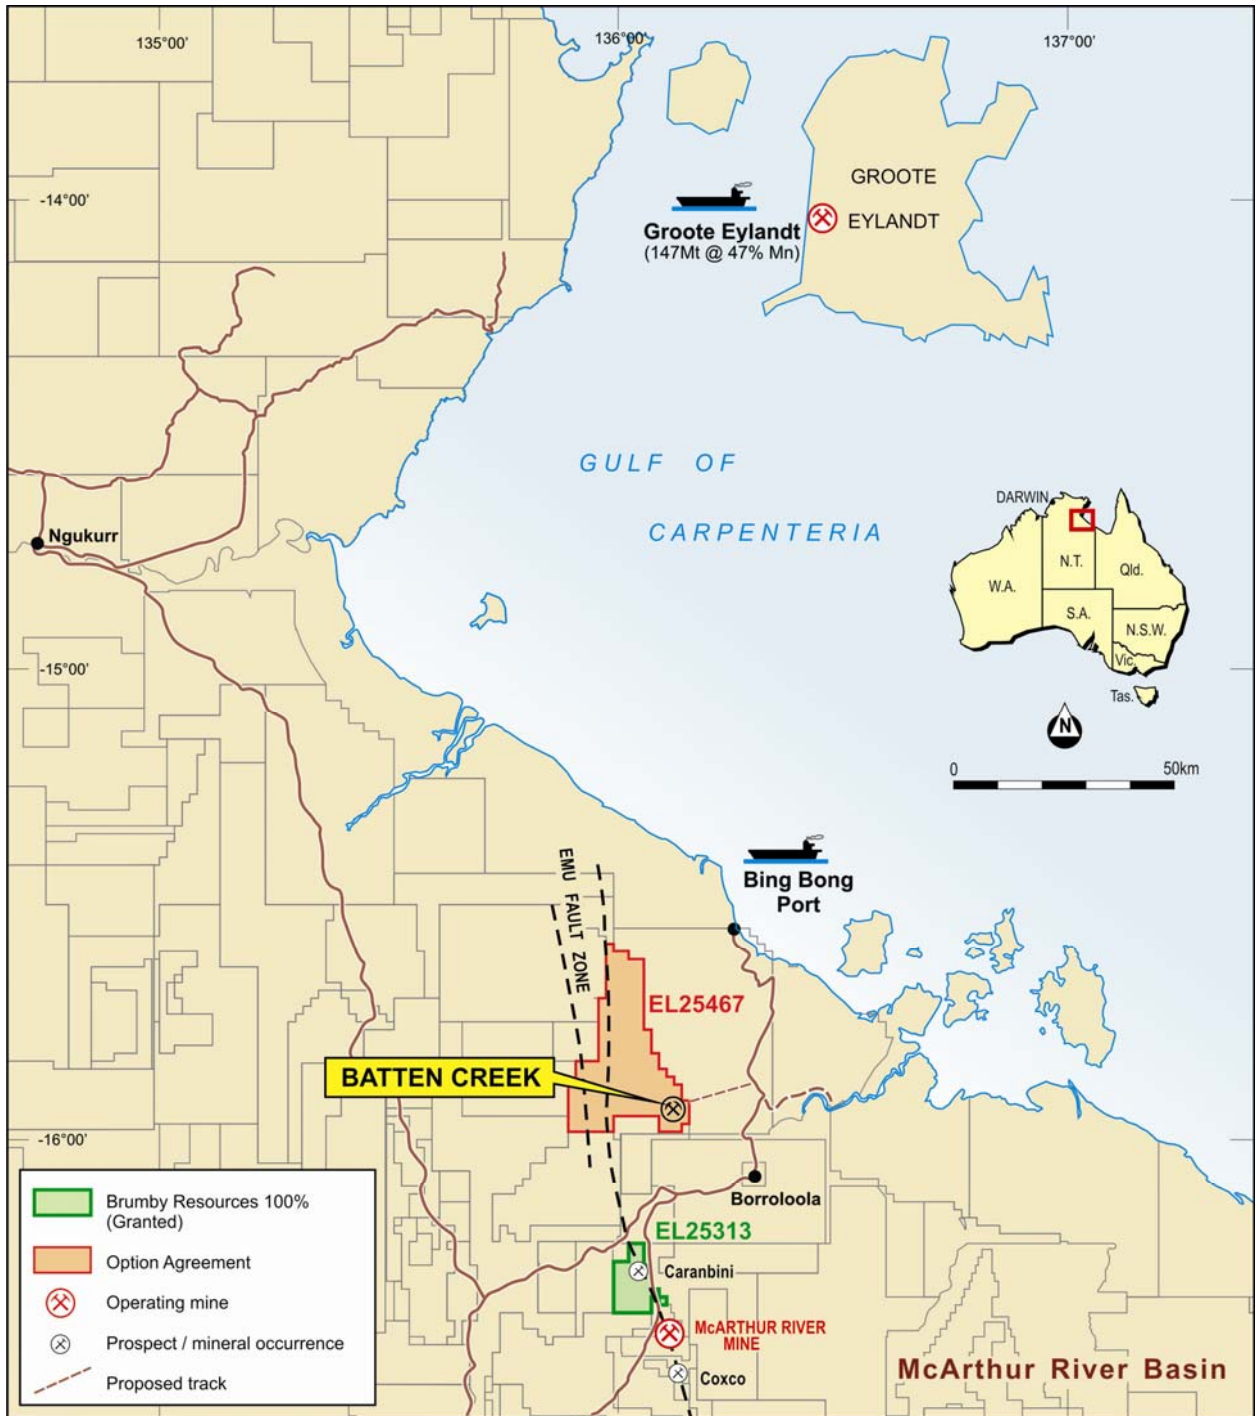 135°00'
136°00'
137°00'
-14°00'
GROOTE
EYLANDT
Groote Eylandt
(147Mt @ 47% Mn)
GULF OF
CARPENTERIA
Ngukurr
DARWIN
N.T.
Qld.
W.A.
S.A.
N.S.W.
Vic.
Tas.
N
0
50km
-15°00'
Bing Bong
Port
EMU FAULT ZONE
EL25467
BATTEN CREEK
-16°00'
Borroloola
EL25313
Caranbini
McARTHUR RIVER
MINE
Coxco
McArthur River Basin
Brumby Resources 100%
(Granted)
Option Agreement
Operating mine
Prospect / mineral occurrence
Proposed track